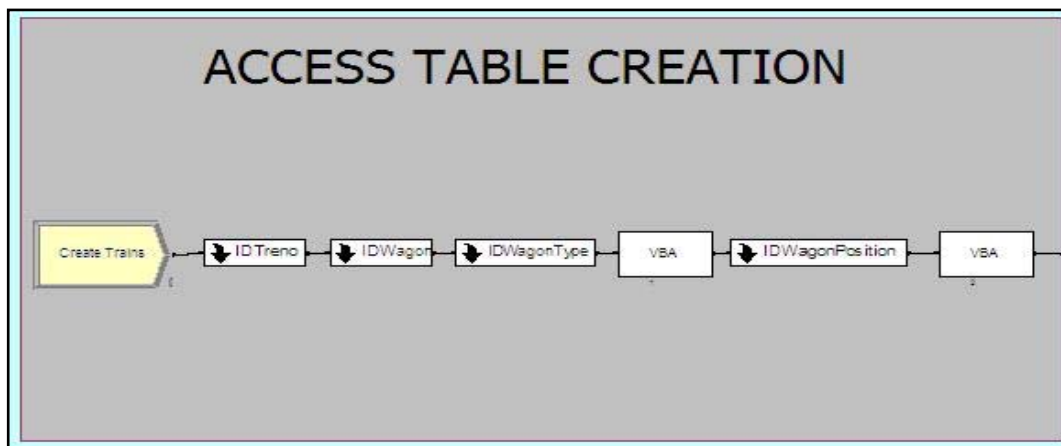 ACCESS TABLE CREATION
Create Trains IDTreno IDWagon IDWagonType VBA IDWagonPosition VBA